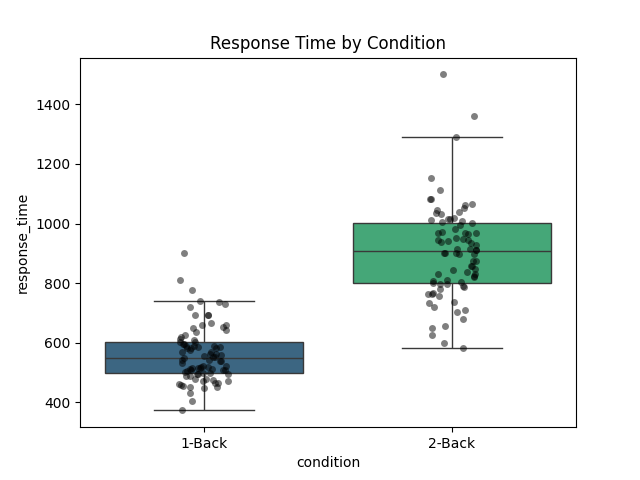 Response Time by Condition
1400
1200
1000
800
600
400
response_time
1-Back
2-Back
condition